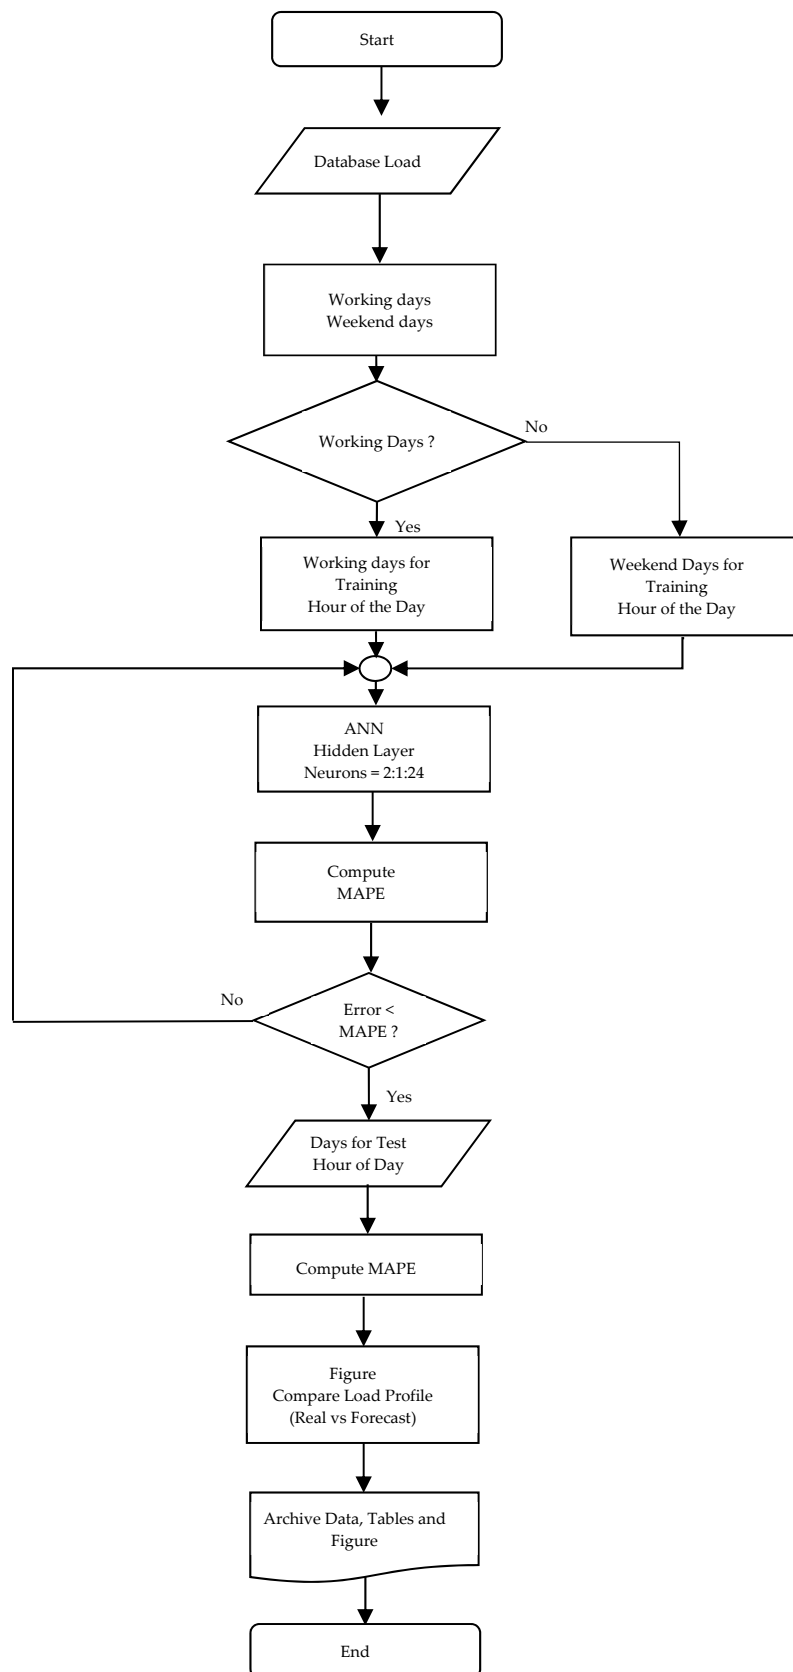 Start
Database Load
Working days
Weekend days
Working Days ?
No
Yes
Working days for
Training
Hour of the Day
Weekend Days for
Training
Hour of the Day
ANN
Hidden Layer
Neurons = 2:1:24
Compute
MAPE
No
Error <
MAPE ?
Yes
Days for Test
Hour of Day
Compute MAPE
Figure
Compare Load Profile
(Real vs Forecast)
Archive Data, Tables and
Figure
End